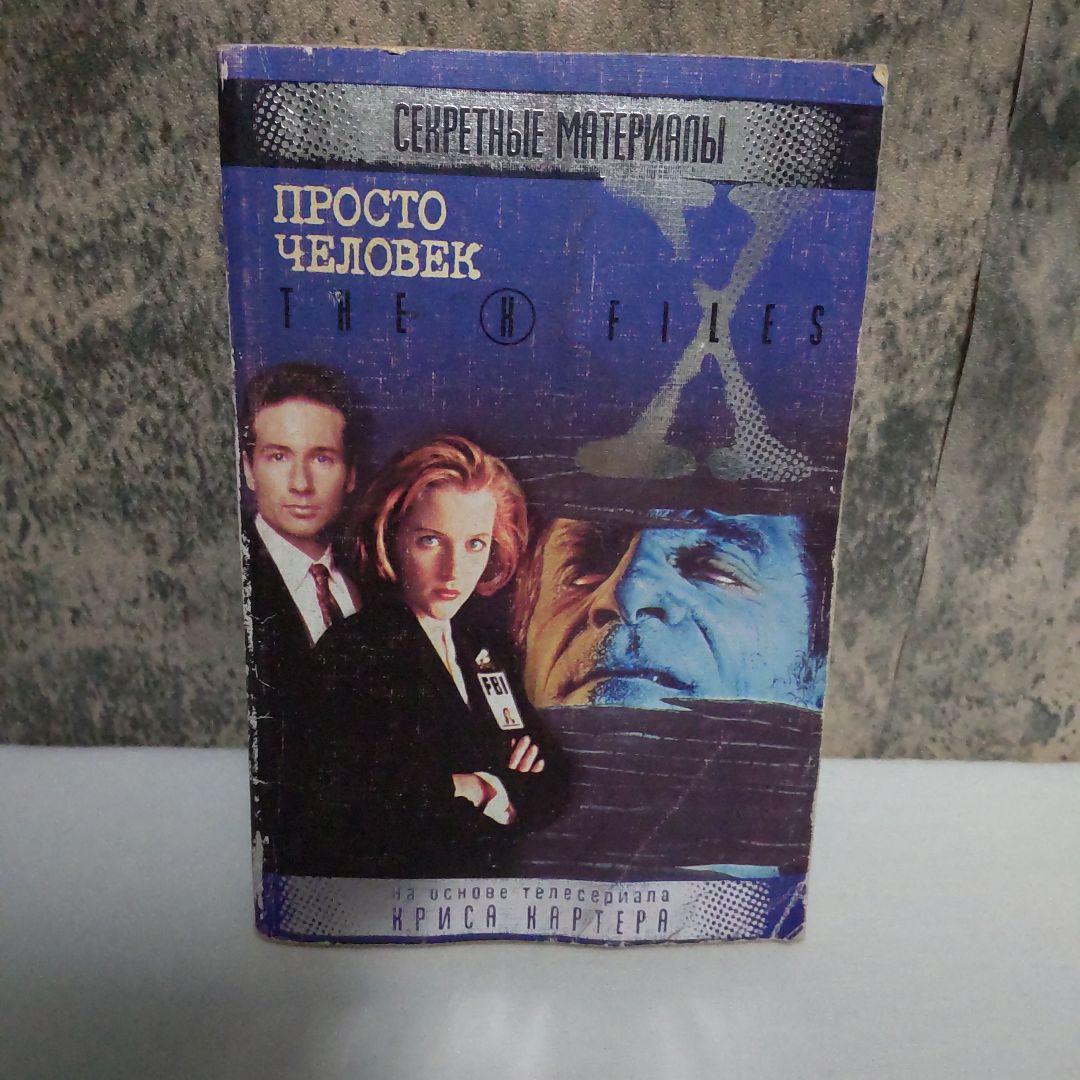 СЕКРЕТНЫЕ МАТЕРИАЛЫ
ПРОСТО
ЧЕЛОВЕК
X
THE X FILES
FBI
на основе телесериала
КРИСА КАРТЕРА